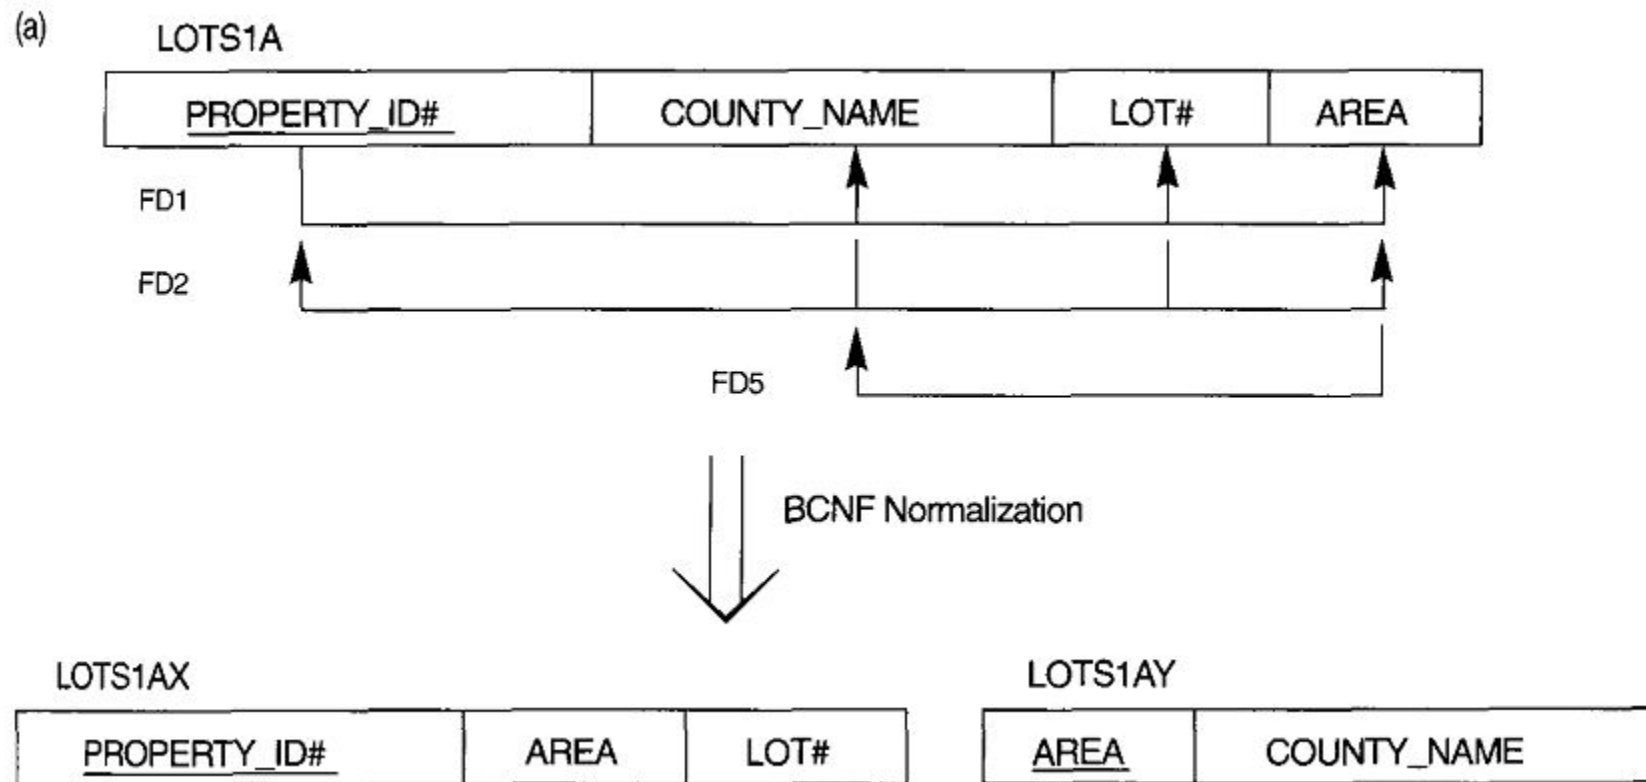 (a)
LOTS1A
PROPERTY_ID# COUNTY_NAME LOT# AREA
FD1
FD2
FD5
BCNF Normalization
LOTS1AX LOTS1AY
PROPERTY_ID# AREA LOT# AREA COUNTY_NAME